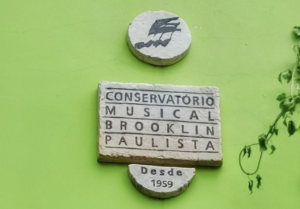 CONSERVATÓRIO
MUSICAL
BROOKLIN
PAULISTA
Desde
1959